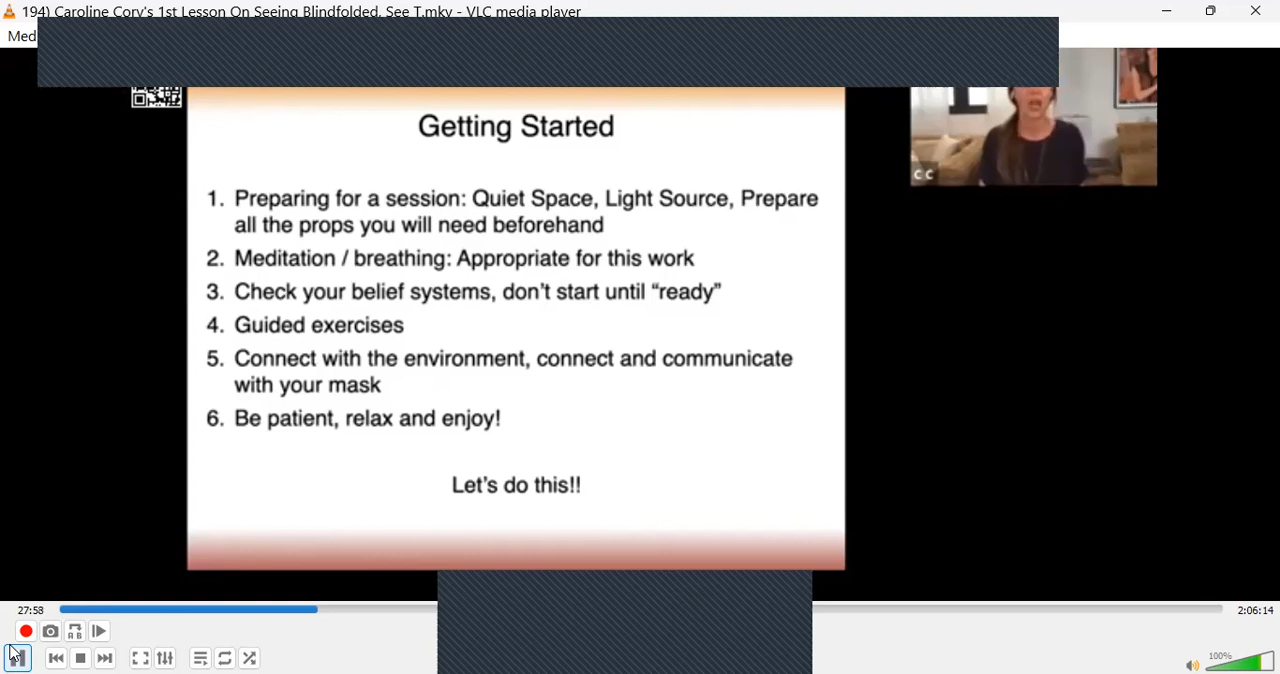 194) Caroline Cory's 1st Lesson On Seeing Blindfolded, See T.mkv - VLC media player
Med
Getting Started
1. Preparing for a session: Quiet Space, Light Source, Prepare
all the props you will need beforehand
2. Meditation / breathing: Appropriate for this work
3. Check your belief systems, don't start until “ready”
4. Guided exercises
5. Connect with the environment, connect and communicate
with your mask
6. Be patient, relax and enjoy!
Let's do this!!
C C
27:58
2:06:14
A B
100%